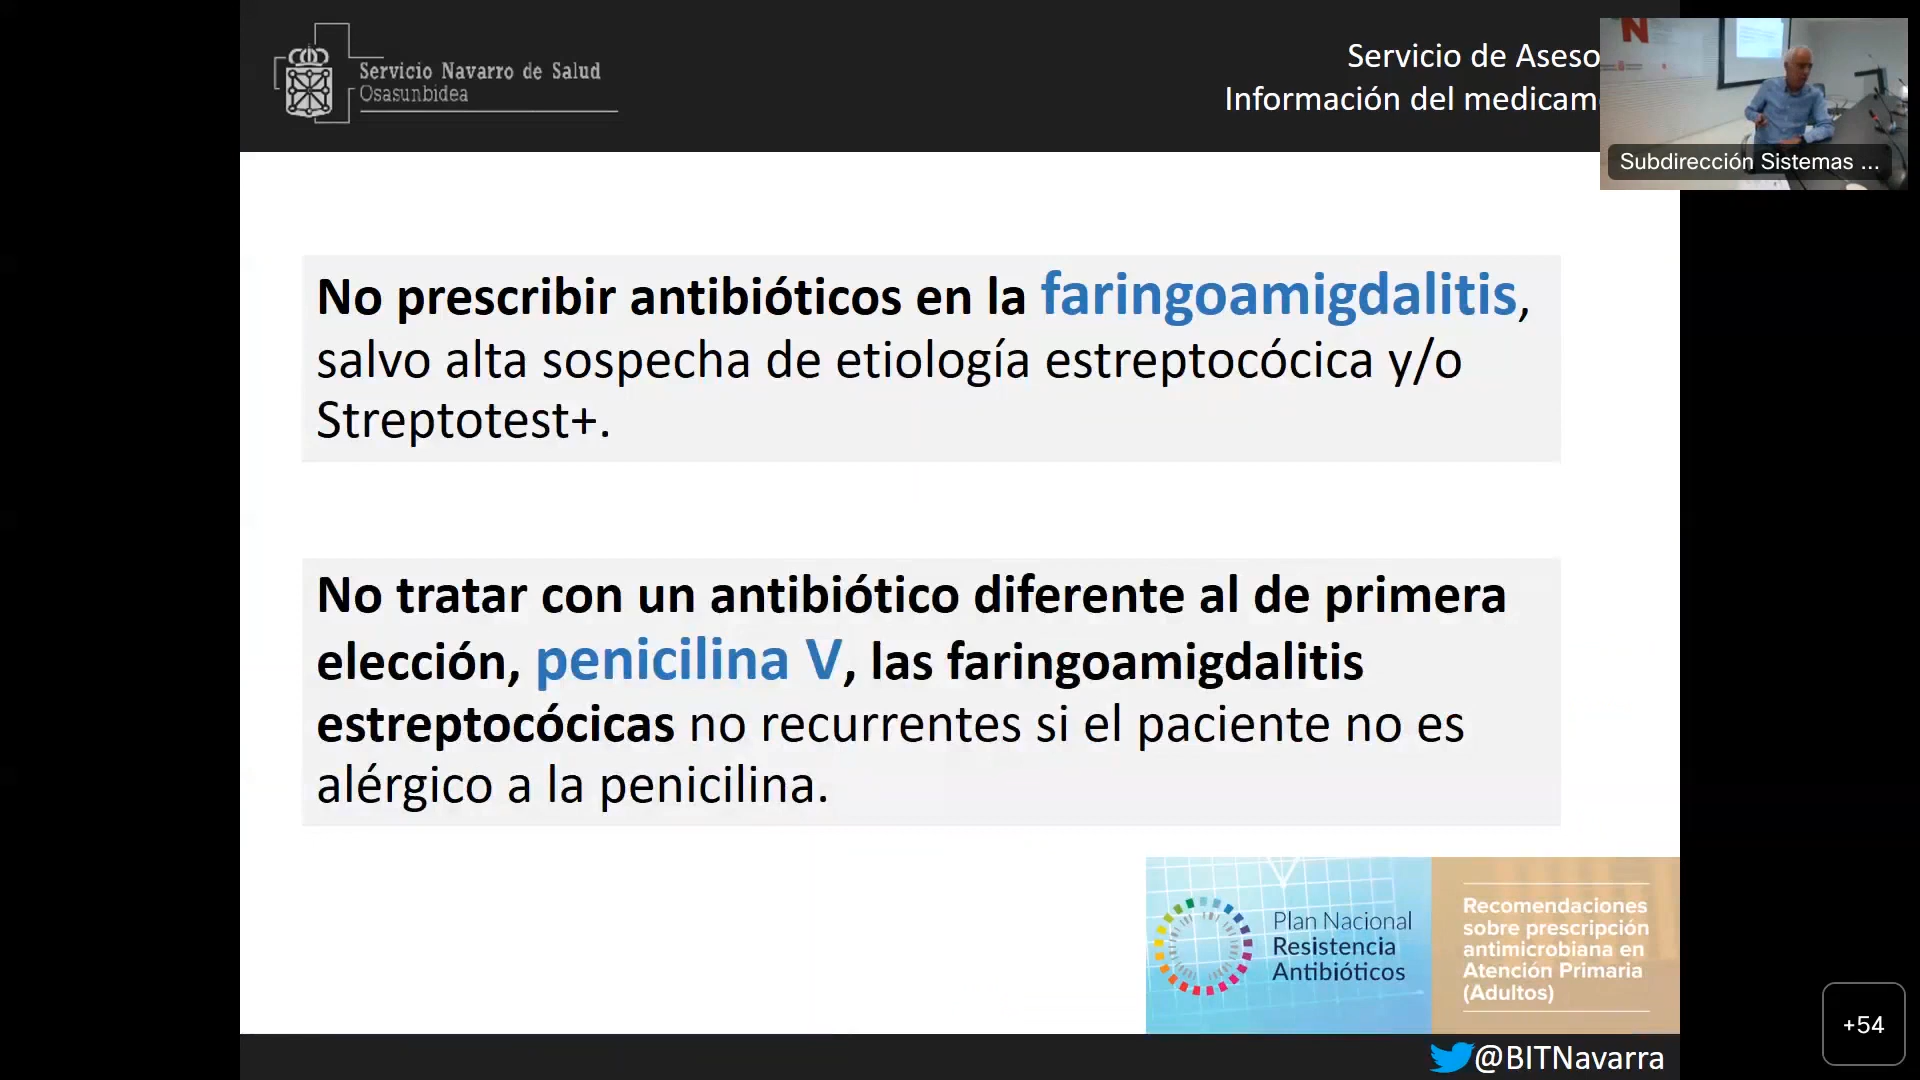 Servicio Navarro de Salud
Osasunbidea
Servicio de Aseso
Información del medicam
Subdirección Sistemas ...
No prescribir antibióticos en la faringoamigdalitis,
salvo alta sospecha de etiología estreptocócica y/o
Streptotest+.
No tratar con un antibiótico diferente al de primera
elección, penicilina V, las faringoamigdalitis
estreptocócicas no recurrentes si el paciente no es
alérgico a la penicilina.
Plan Nacional
Resistencia
Antibióticos
Recomendaciones
sobre prescripción
antimicrobiana en
Atención Primaria
(Adultos)
@BITNavarra
+54